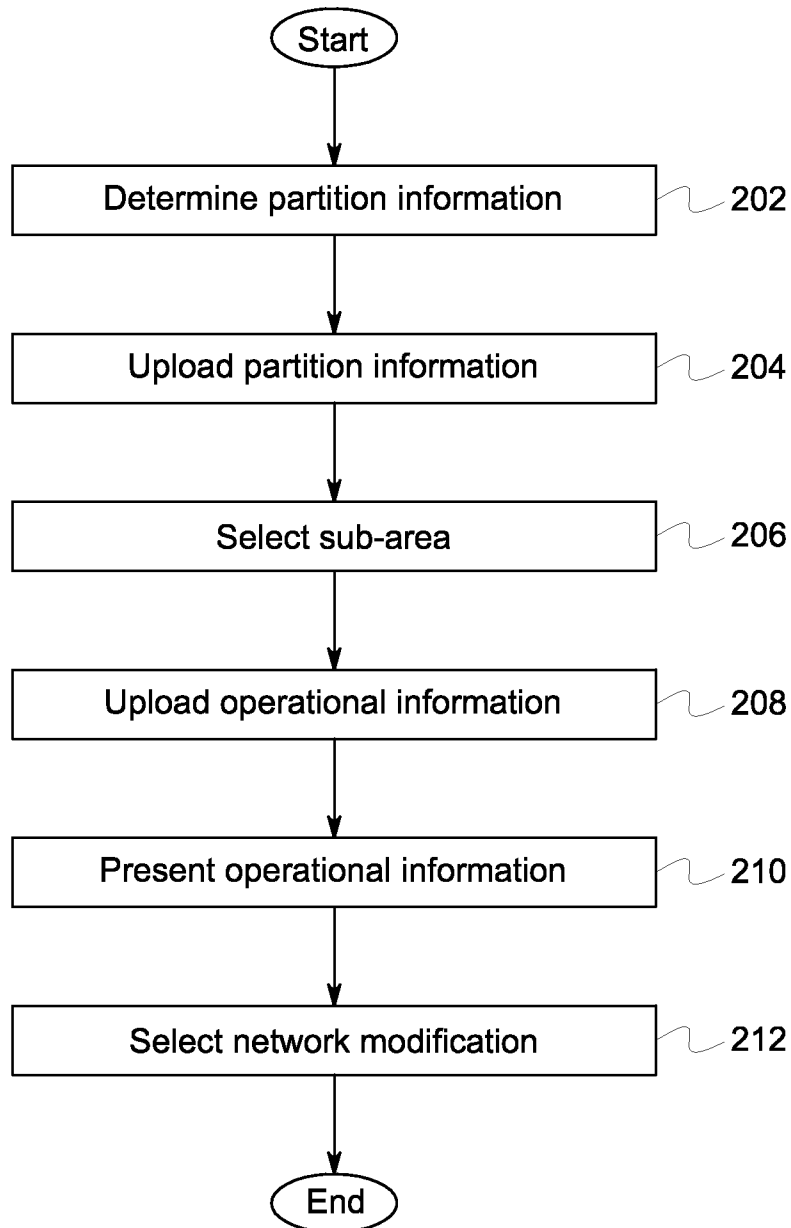 Start
Determine partition information 202
Upload partition information 204
Select sub-area 206
Upload operational information 208
Present operational information 210
Select network modification 212
End